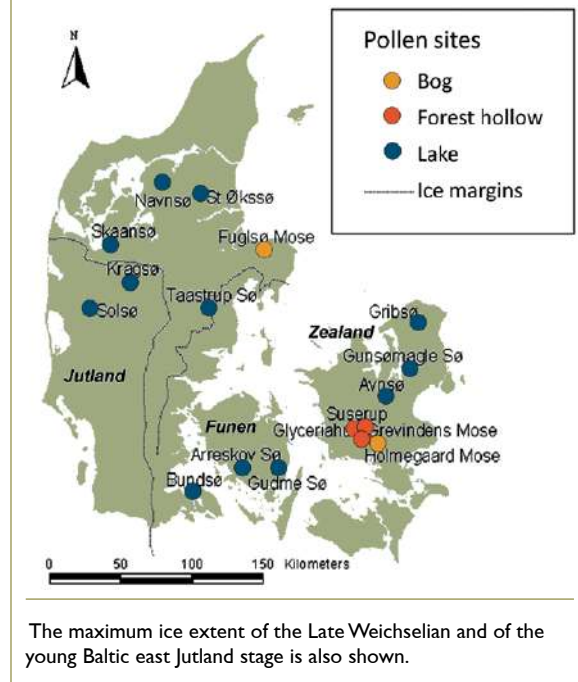 N
Pollen sites
Bog
Forest hollow
Lake
Ice margins
Navnsø
St Økssø
Skaansø
Fuglsø Mose
Kragsø
Taastrup Sø
Solsø
Gribsø
Zealand
Gunsømagle Sø
Jutland
Avnsø
Suserup
Funen
Grevindens Mose
Holmegaard Mose
Arreskov Sø
Bundsø
Gudme Sø
0 50 100 150 Kilometers
The maximum ice extent of the Late Weichselian and of the
young Baltic east Jutland stage is also shown.